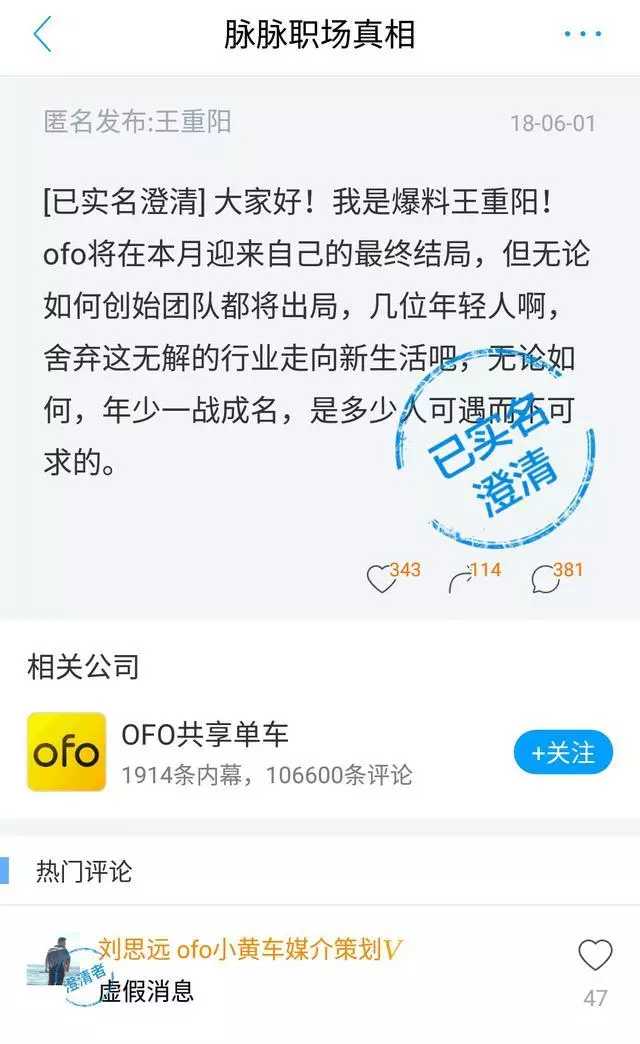 脉脉职场真相
匿名发布:王重阳
18-06-01
[已实名澄清] 大家好！我是爆料王重阳！
ofo将在本月迎来自己的最终结局，但无论
如何创始团队都将出局，几位年轻人啊，
舍弃这无解的行业走向新生活吧，无论如
何，年少一战成名，是多少人可遇而不可
求的。
已实名
澄清
343
114
381
相关公司
ofo
OFO共享单车
1914条内幕，106600条评论
+关注
热门评论
刘思远 ofo小黄车媒介策划V
澄清者
虚假消息
47